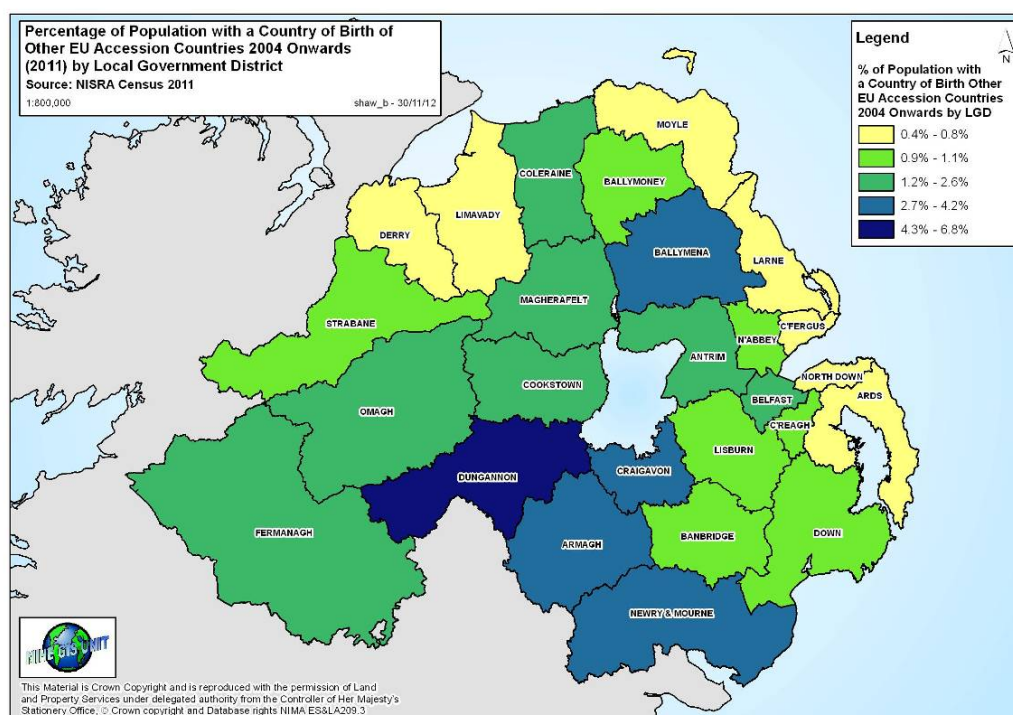 Percentage of Population with a Country of Birth of
Other EU Accession Countries 2004 Onwards
(2011) by Local Government District
Source: NISRA Census 2011
1:800,000
shaw_b - 30/11/12
Legend
N
% of Population with
a Country of Birth Other
EU Accession Countries
2004 Onwards by LGD
0.4% - 0.8%
0.9% - 1.1%
1.2% - 2.6%
2.7% - 4.2%
4.3% - 6.8%
MOYLE
COLERAINE
BALLYMONEY
LIMAVADY
DERRY
BALLYMENA
LARNE
MAGHERAFELT
STRABANE
C'FERGUS
N'ABBEY
ANTRIM
NORTH DOWN
COOKSTOWN
ARDS
BELFAST
OMAGH
C'REAGH
LISBURN
CRAIGAVON
DUNGANNON
FERMANAGH
ARMAGH
BANBRIDGE
DOWN
NEWRY & MOURNE
NIHE GIS UNIT
This Material is Crown Copyright and is reproduced with the permission of Land
and Property Services under delegated authority from the Controller of Her Majesty's
Stationery Office, © Crown copyright and Database rights NIMA ES&LA209.3